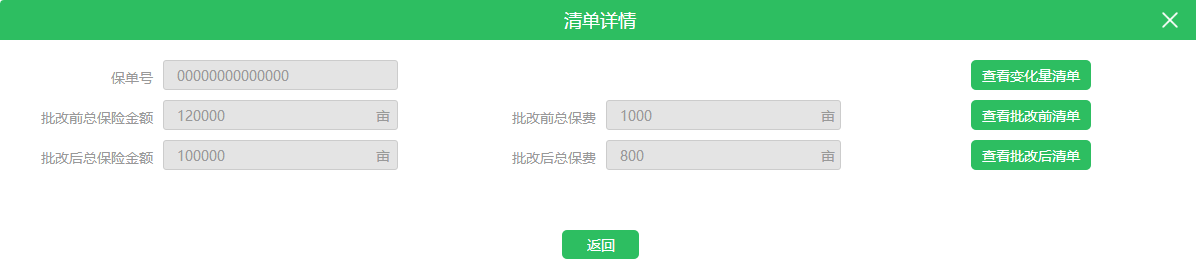 清单详情
保单号 00000000000000 查看变化量清单
批改前总保险金额 120000 亩 批改前总保费 1000 亩 查看批改前清单
批改后总保险金额 100000 亩 批改后总保费 800 亩 查看批改后清单
返回